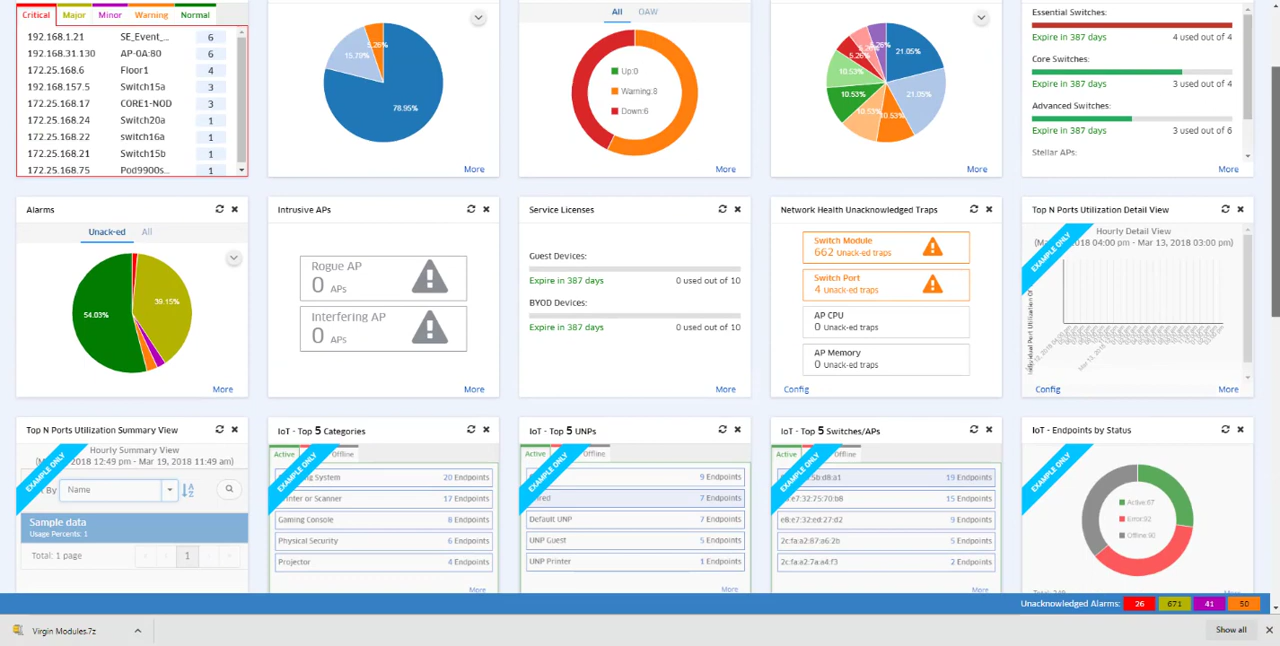 Critical Major Minor Warning Normal
192.168.1.21 SE_Event_... 6
192.168.31.130 AP-0A:80 6
172.25.168.6 Floor1 4
192.168.157.5 Switch15a 3
172.25.168.17 CORE1-NOD 3
172.25.168.24 Switch20a 1
172.25.168.22 switch16a 1
172.25.168.21 Switch15b 1
172.25.168.75 Pod9900s... 1
5.26%
15.79%
78.95%
More
All OAW
Up:0
Warning:8
Down:6
More
21.05%
21.05%
10.53%
10.53%
10.53%
10.53%
5.26%
More
Essential Switches:
Expire in 387 days 4 used out of 4
Core Switches:
Expire in 387 days 3 used out of 4
Advanced Switches:
Expire in 387 days 3 used out of 6
Stellar APs:
More
Alarms
Unack-ed All
39.15%
54.03%
More
Intrusive APs
Rogue AP
0 APs
Interfering AP
0 APs
More
Service Licenses
Guest Devices:
Expire in 387 days 0 used out of 10
BYOD Devices:
Expire in 387 days 0 used out of 10
More
Network Health Unacknowledged Traps
Switch Module
662 Unack-ed traps
Switch Port
4 Unack-ed traps
AP CPU
0 Unack-ed traps
AP Memory
0 Unack-ed traps
Config
Top N Ports Utilization Detail View
EXAMPLE ONLY
Hourly Detail View
04:00 pm - Mar 13, 2018 03:00 pm)
Individual Port Utilization
Config More
Top N Ports Utilization Summary View
EXAMPLE ONLY
Hourly Summary View
12:49 pm - Mar 19, 2018 11:49 am)
By Name
Sample data
Usage Percents: 1
Total: 1 page 1
IoT - Top 5 Categories
EXAMPLE ONLY
Active Offline
System 20 Endpoints
Printer or Scanner 17 Endpoints
Gaming Console 8 Endpoints
Physical Security 6 Endpoints
Projector 4 Endpoints
More
IoT - Top 5 UNPs
EXAMPLE ONLY
Active Offline
9 Endpoints
7 Endpoints
Default UNP 7 Endpoints
UNP Guest 5 Endpoints
UNP Printer 1 Endpoints
More
IoT - Top 5 Switches/APs
EXAMPLE ONLY
Active Offline
19 Endpoints
e7:32:75:70:b8 15 Endpoints
e8:e7:32:ed:27:d2 9 Endpoints
2c:fa:a2:87:a6:2b 5 Endpoints
2c:fa:a2:7a:a4:f3 2 Endpoints
More
IoT - Endpoints by Status
EXAMPLE ONLY
Active:67
Error:92
Offline:90
Unacknowledged Alarms: 26 671 41 50
Virgin Modules.7z
Show all